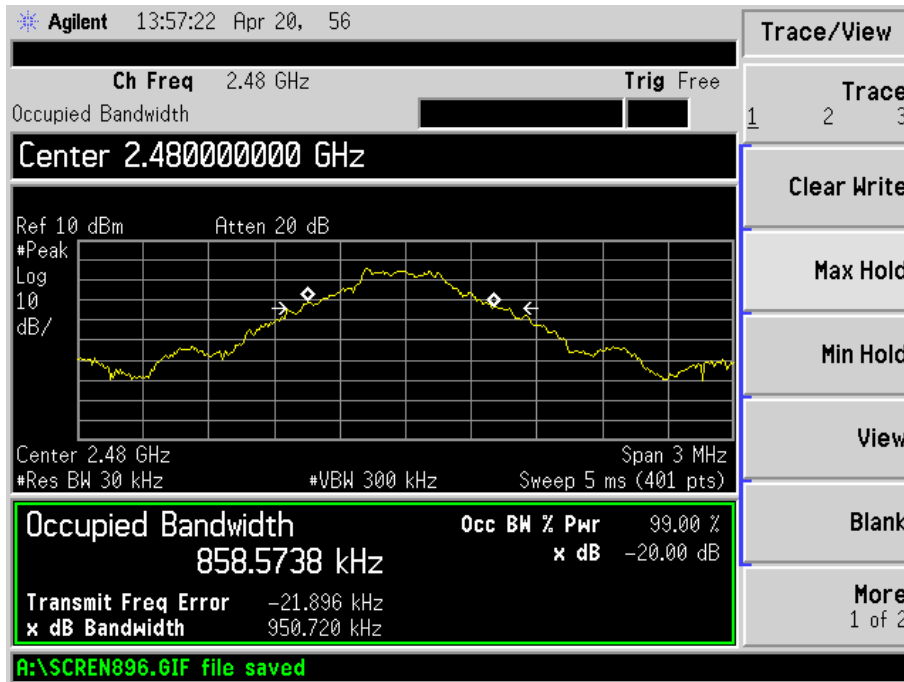 Agilent 13:57:22 Apr 20, 56
Trace/View
Ch Freq 2.48 GHz Trig Free
Occupied Bandwidth
Center 2.480000000 GHz
Ref 10 dBm Atten 20 dB
#Peak
Log
10
dB/
Center 2.48 GHz Span 3 MHz
#Res BW 30 kHz #VBW 300 kHz Sweep 5 ms (401 pts)
Occupied Bandwidth
858.5738 kHz
Occ BW % Pwr 99.00 %
x dB -20.00 dB
Transmit Freq Error -21.896 kHz
x dB Bandwidth 950.720 kHz
A:\SCREN896.GIF file saved
Trace
1 2 3
Clear Write
Max Hold
Min Hold
View
Blank
More
1 of 2